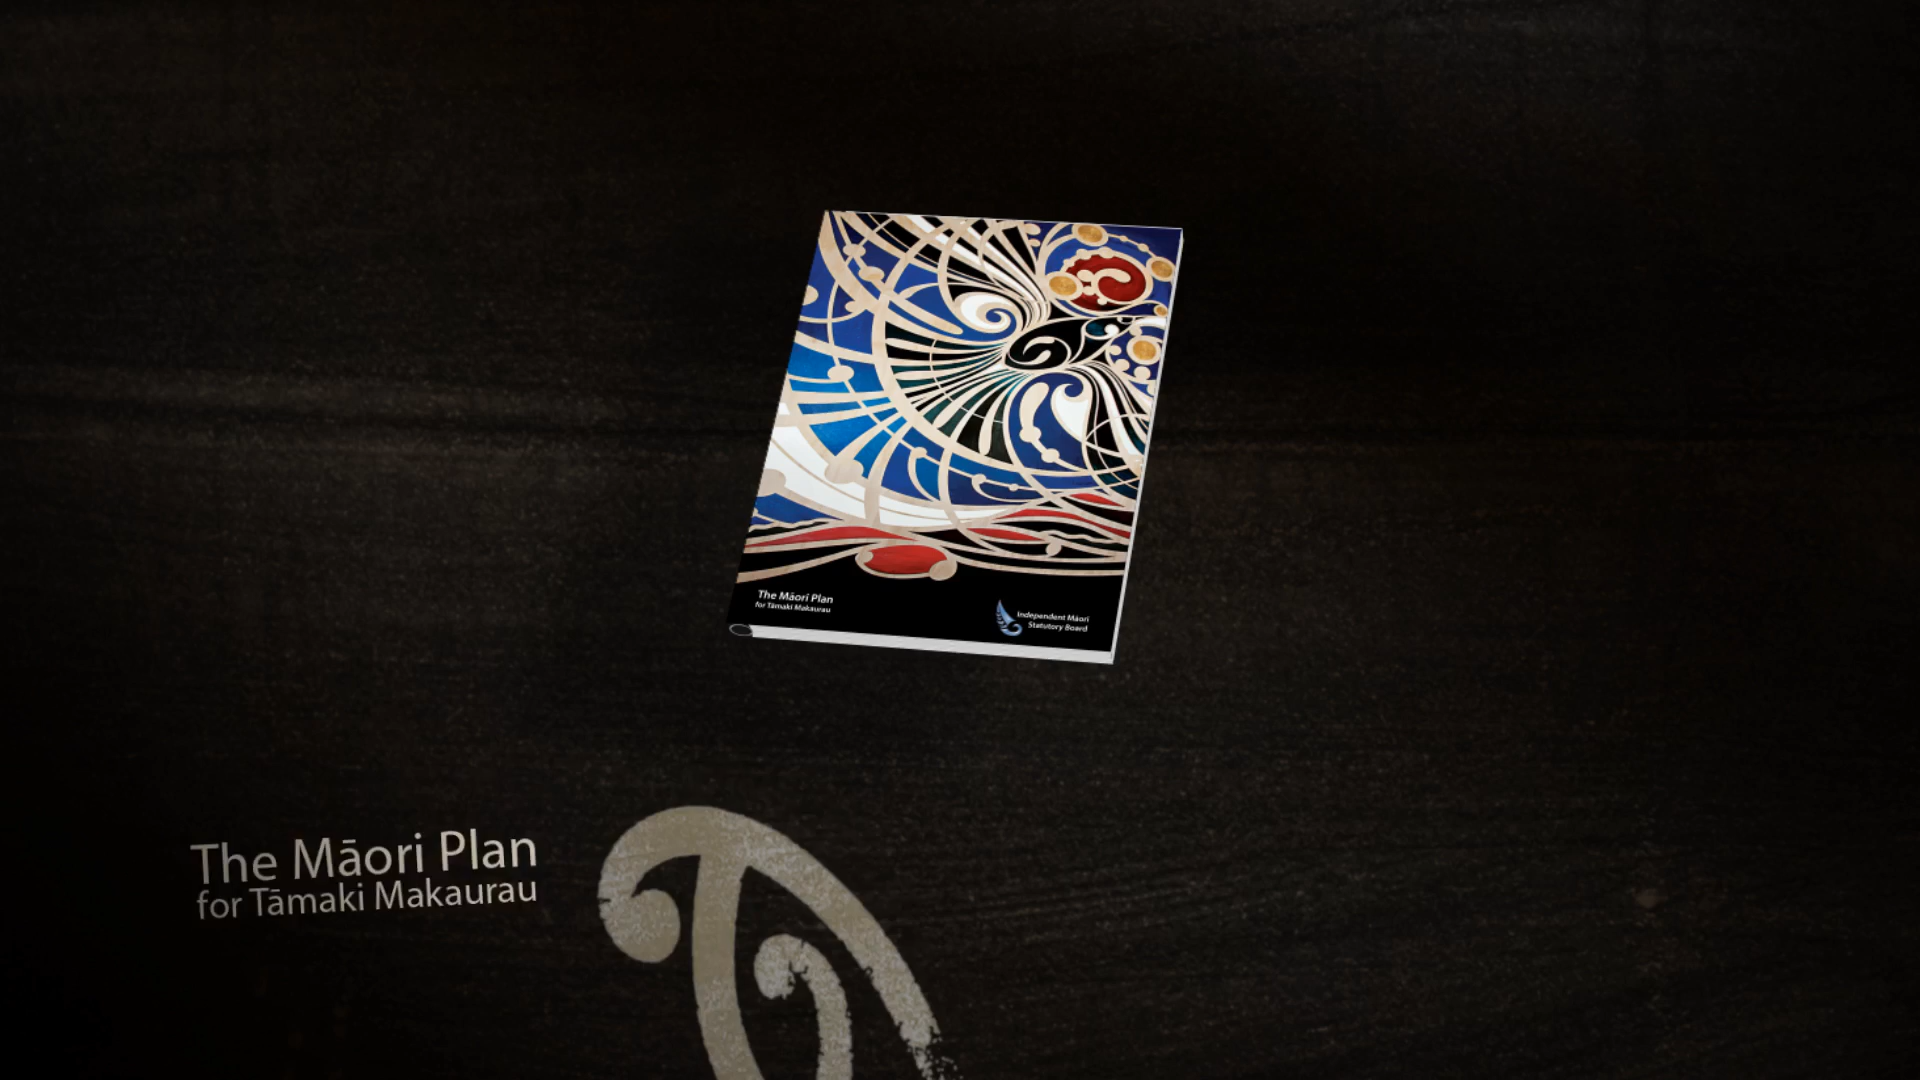 The Māori Plan
for Tāmaki Makaurau
Independent Māori
Statutory Board
The Māori Plan
for Tāmaki Makaurau